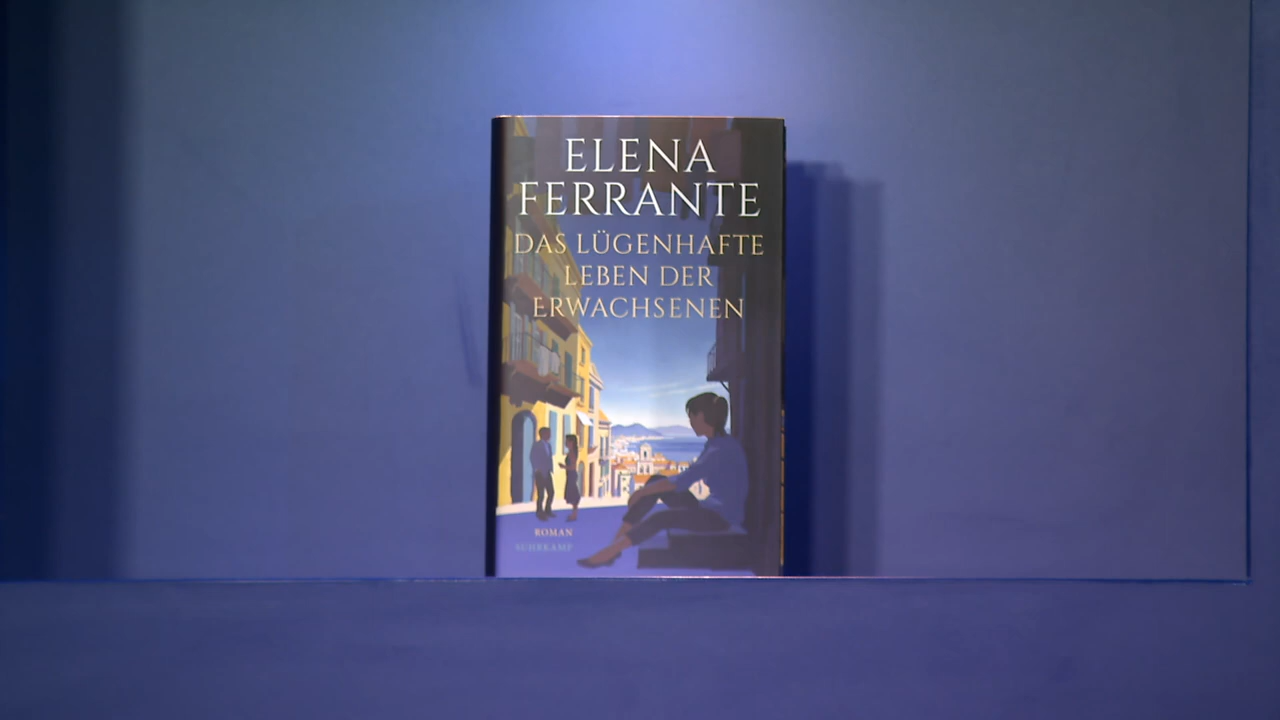 ELENA
FERRANTE
DAS LÜGENHAFTE
LEBEN DER
ERWACHSENEN
ROMAN
SUHRKAMP